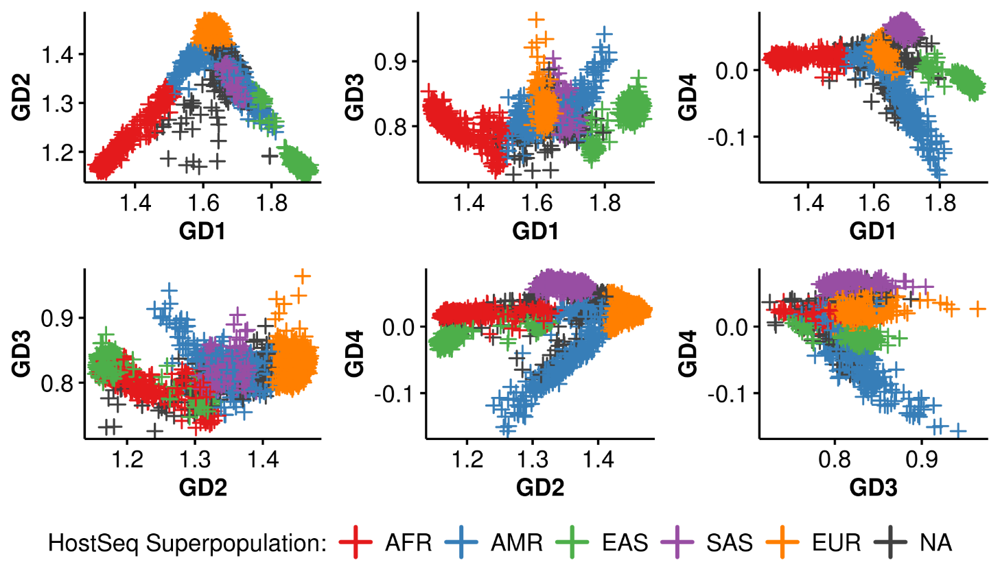 GD2
1.4
1.3
1.2
1.4 1.6 1.8
GD1
GD3
0.9
0.8
1.4 1.6 1.8
GD1
GD4
0.0
-0.1
1.4 1.6 1.8
GD1
GD3
0.9
0.8
1.2 1.3 1.4
GD2
GD4
0.0
-0.1
1.2 1.3 1.4
GD2
GD4
0.0
-0.1
0.8 0.9
GD3
HostSeq Superpopulation: AFR AMR EAS SAS EUR NA